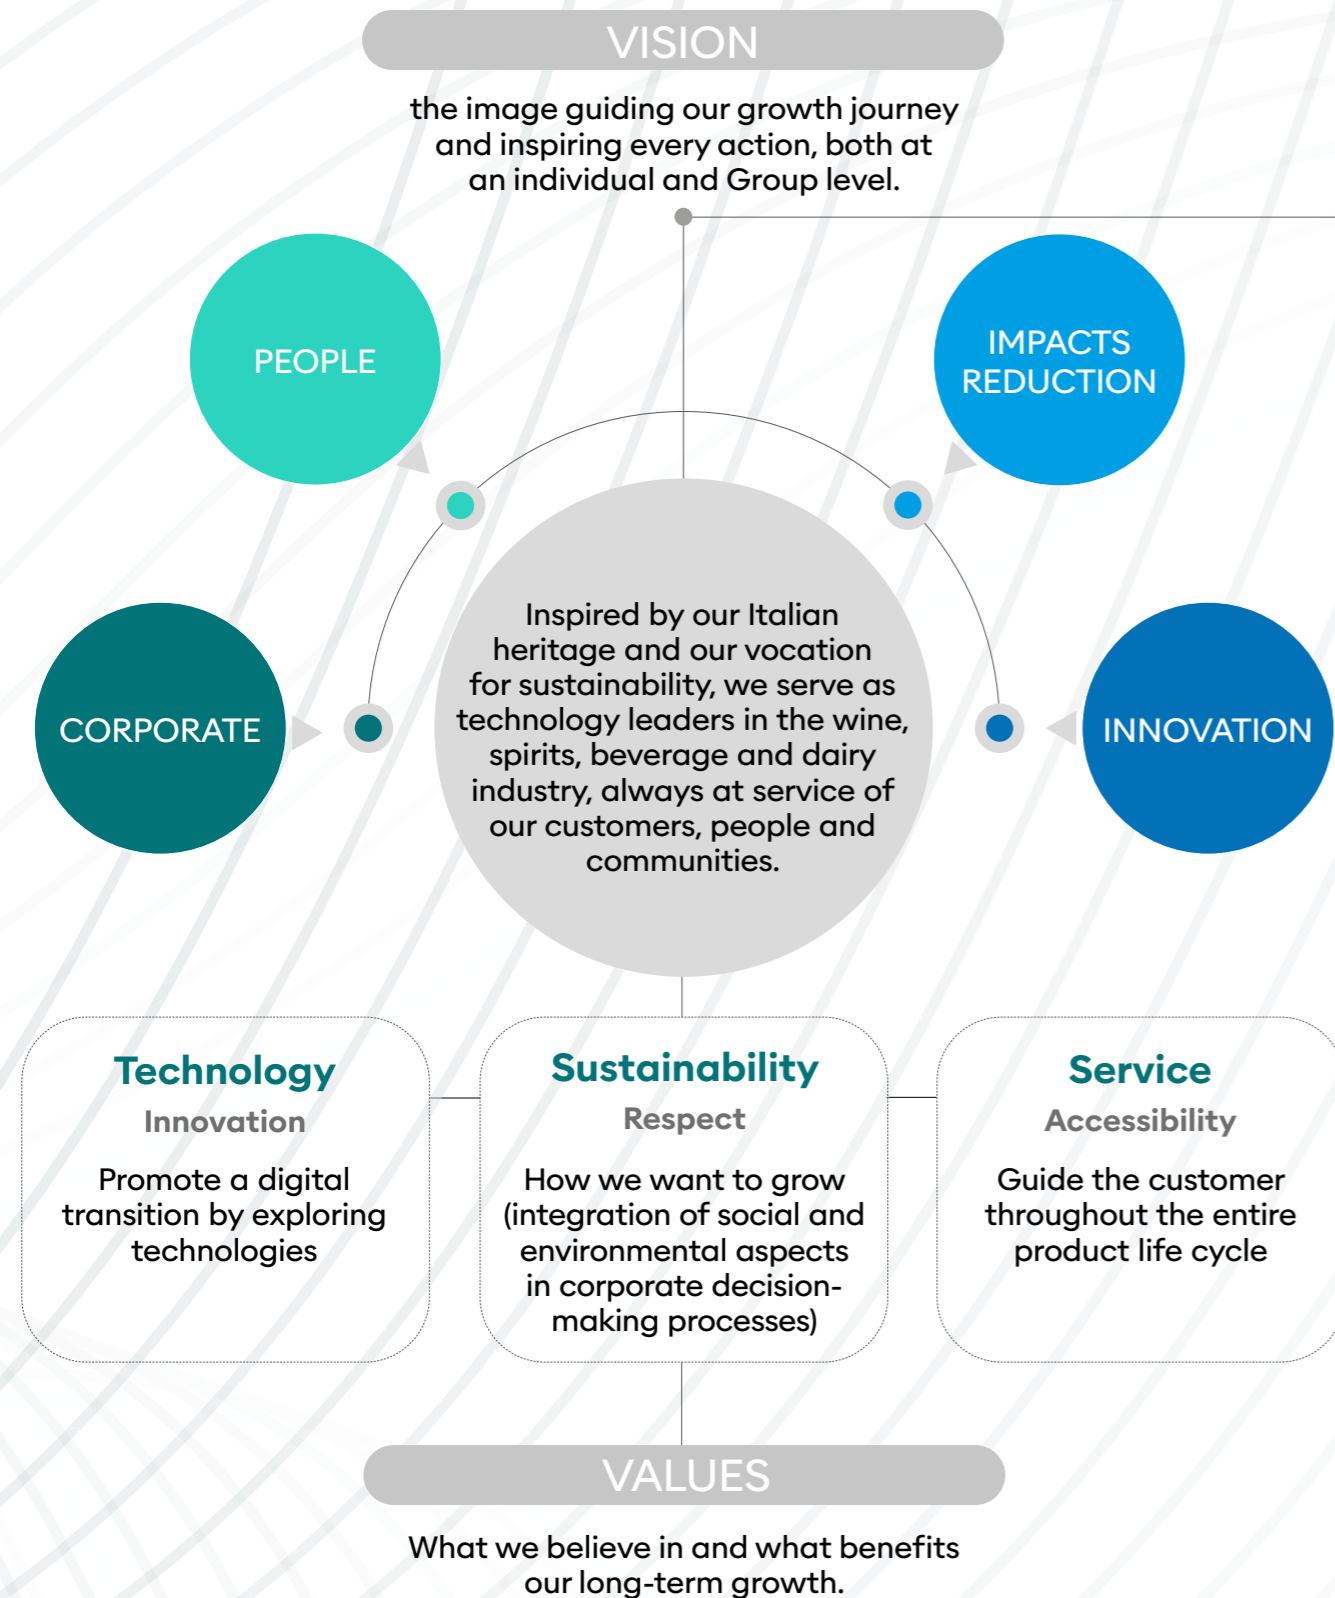 VISION
the image guiding our growth journey
and inspiring every action, both at
an individual and Group level.
PEOPLE
IMPACTS
REDUCTION
CORPORATE
Inspired by our Italian
heritage and our vocation
for sustainability, we serve as
technology leaders in the wine,
spirits, beverage and dairy
industry, always at service of
our customers, people and
communities.
INNOVATION
Technology
Innovation
Promote a digital
transition by exploring
technologies
Sustainability
Respect
How we want to grow
(integration of social and
environmental aspects
in corporate decision-
making processes)
Service
Accessibility
Guide the customer
throughout the entire
product life cycle
VALUES
What we believe in and what benefits
our long-term growth.